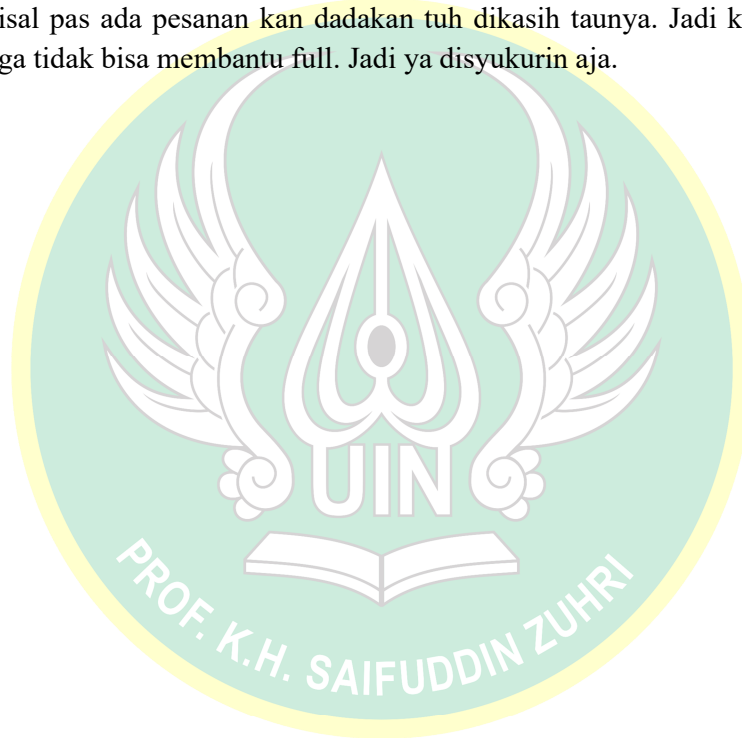 isal pas ada pesanan kan dadakan tuh dikasih taunya. Jadi k
ga tidak bisa membantu full. Jadi ya disyukurin aja.
UIN
PROF. K.H. SAIFUDDIN ZUHRI